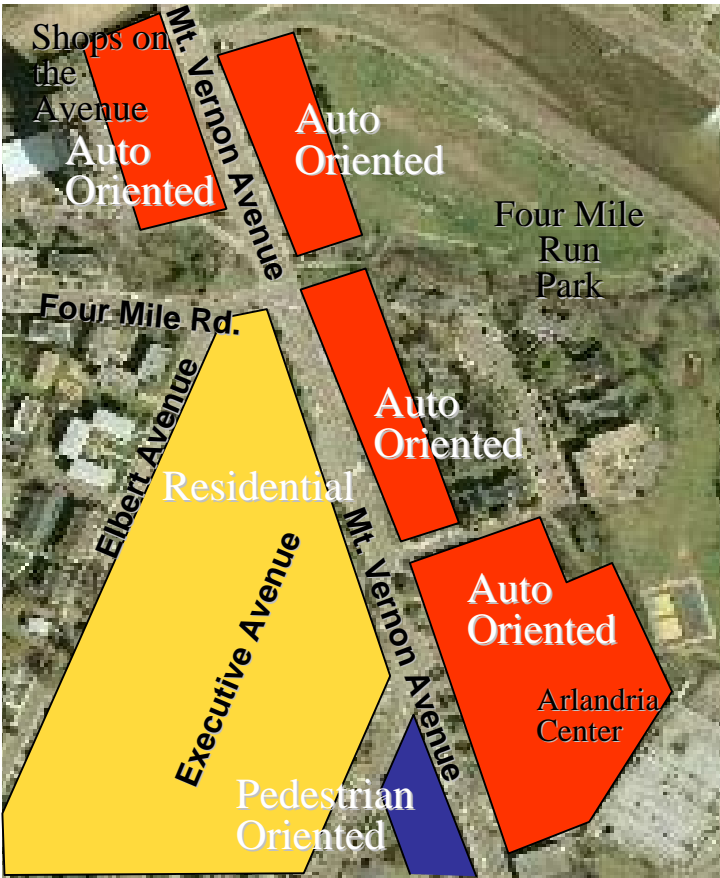 Shops on
the
Avenue
Auto
Oriented
Mt. Vernon Avenue
Auto
Oriented
Four Mile
Run
Park
Four Mile Rd.
Elbert Avenue
Auto
Oriented
Residential
Executive Avenue
Mt. Vernon Avenue
Auto
Oriented
Arlandria
Center
Pedestrian
Oriented